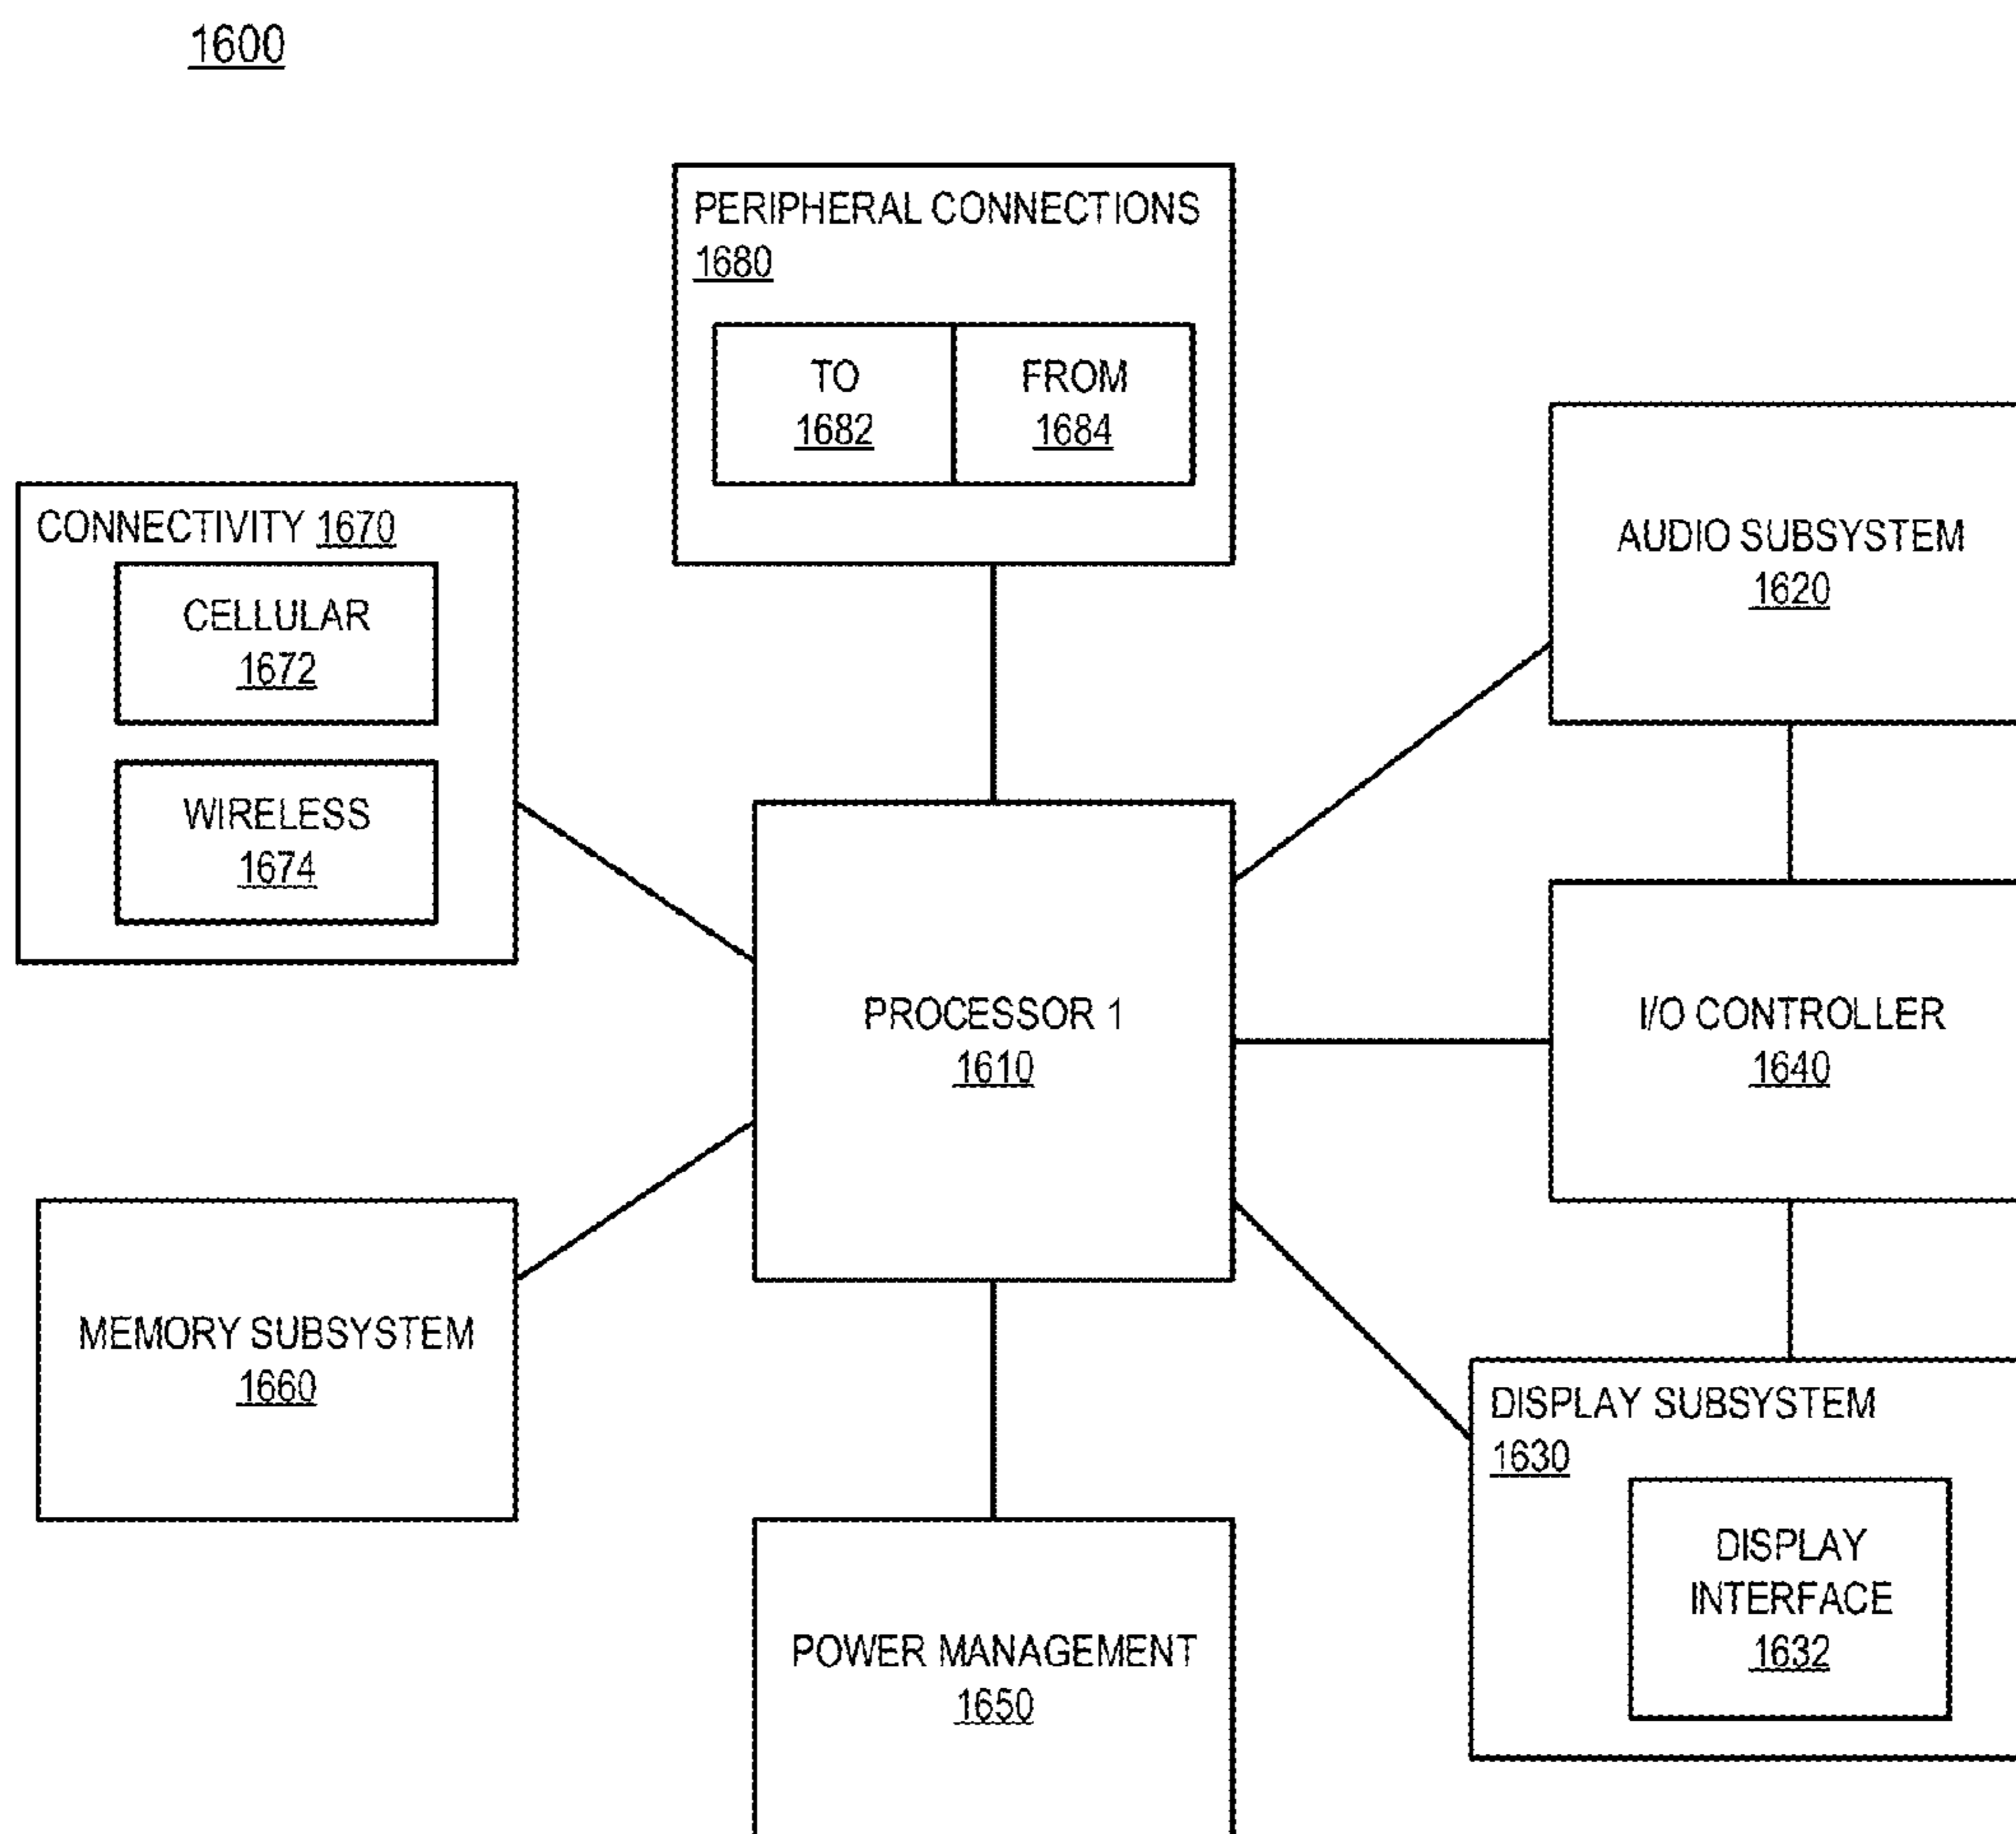 1600
PERIPHERAL CONNECTIONS
1680
TO
1682
FROM
1684
AUDIO SUBSYSTEM
1620
CONNECTIVITY 1670
CELLULAR
1672
WIRELESS
1674
PROCESSOR 1
1610
I/O CONTROLLER
1640
MEMORY SUBSYSTEM
1660
DISPLAY SUBSYSTEM
1630
DISPLAY
INTERFACE
1632
POWER MANAGEMENT
1650